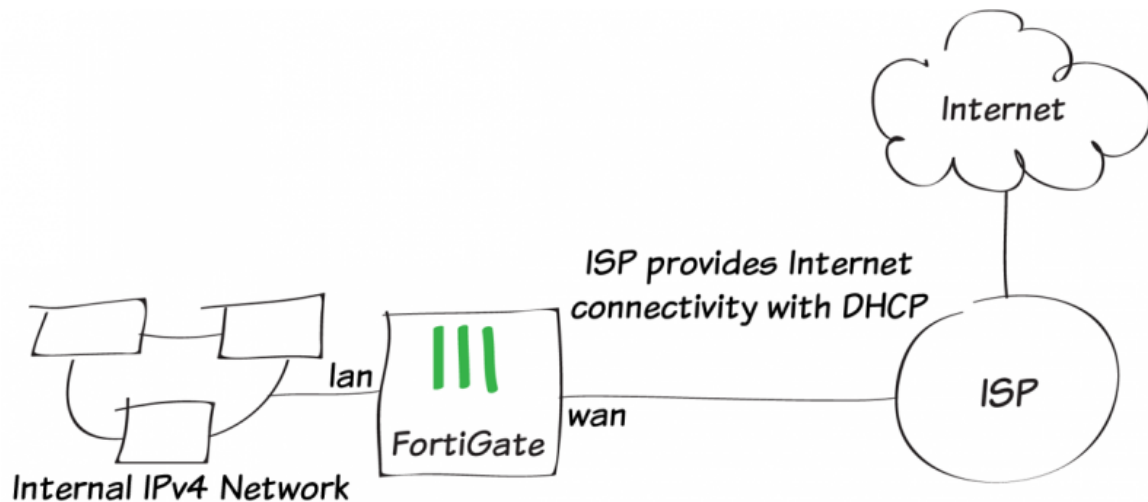 Internet
ISP provides Internet
connectivity with DHCP
lan
FortiGate
wan
ISP
Internal IPv4 Network